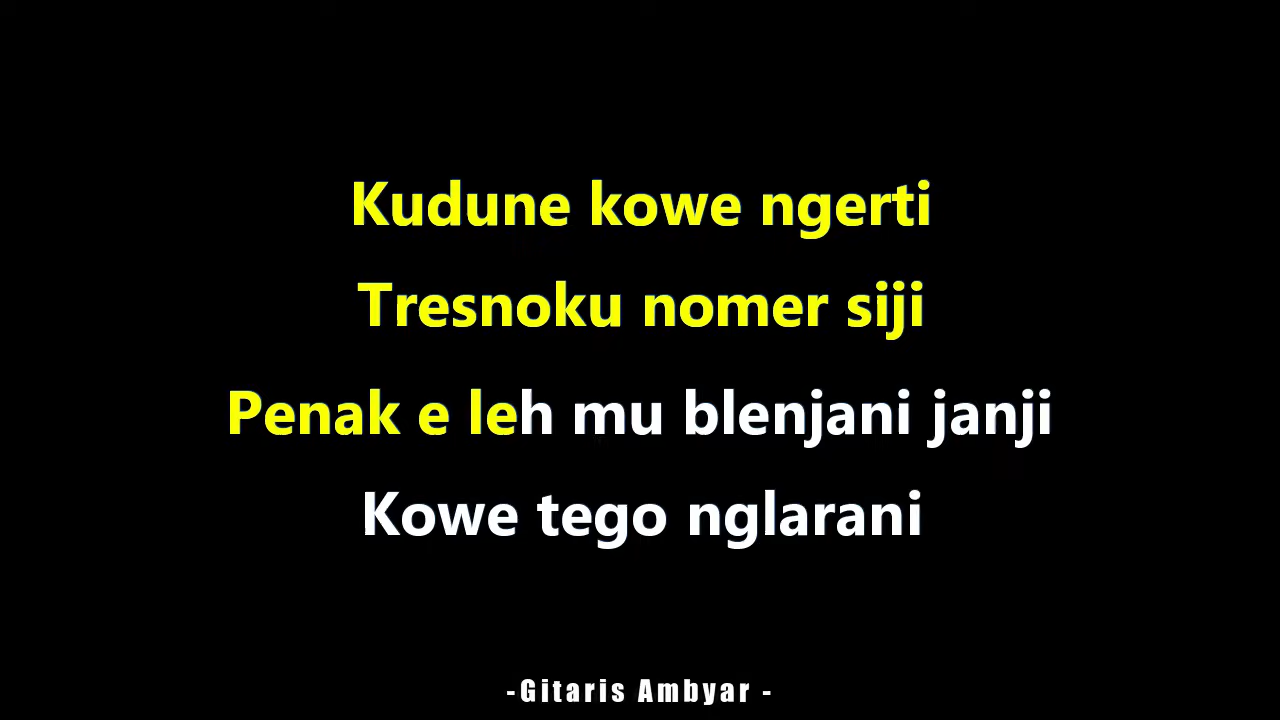 Kudune kowe ngerti
Tresnoku nomer siji
Penak e leh mu blenjani janji
Kowe tego nglarani
-Gitaris Ambyar -